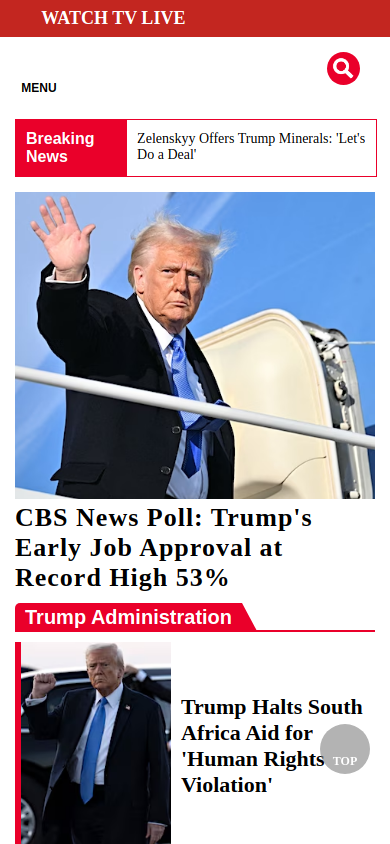 WATCH TV LIVE
MENU
Breaking
News
Zelenskyy Offers Trump Minerals: 'Let's
Do a Deal'
CBS News Poll: Trump's
Early Job Approval at
Record High 53%
Trump Administration
Trump Halts South
Africa Aid for
'Human Rights
Violation'
TOP